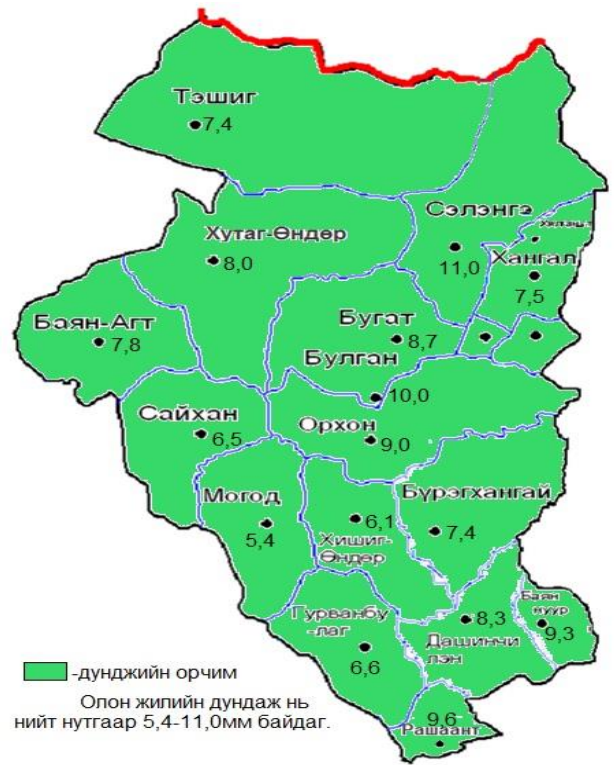 Тэшиг
7,4
Сэлэнгэ
11,0
Хутаг-Өндөр
8,0
Хангал
7,5
Баян-Агт
7,8
Бугат
8,7
Булган
10,0
Сайхан
6,5
Орхон
9,0
Могод
5,4
6,1
Хишиг-
Өндөр
Бүрэгхангай
7,4
Гурванбу
-лаг
6,6
8,3
Дашинчи
лэн
Баян
нуур
9,3
9,6
Рашаант
-дунджийн орчим
Олон жилийн дундаж нь
нийт нутгаар 5,4-11,0мм байдаг.